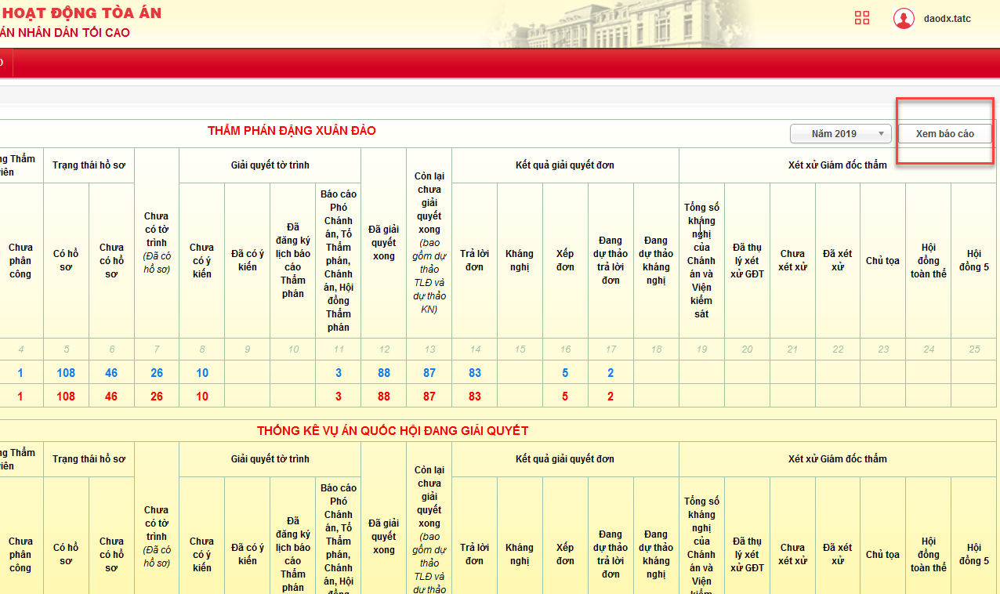 HOẠT ĐỘNG TÒA ÁN
ÁN NHÂN DÂN TỐI CAO
daodx.tatc
THẨM PHÁN ĐẶNG XUÂN ĐẢO
Năm 2019
Xem báo cáo
Thẩm
Trạng thái hồ sơ
Chưa
có tờ
trình
(Đã có
hồ sơ)
Giải quyết tờ trình
Đã giải
quyết
xong
Còn lại
chưa
giải
quyết
xong
(bao
gồm dự
thảo
TLĐ và
dự thảo
KN)
Kết quả giải quyết đơn
Xét xử Giám đốc thẩm
Chưa
phân
công
Có hồ
sơ
Chưa
có hồ
sơ
Chưa
có ý
kiến
Đã có ý
kiến
Đã
đăng ký
lịch báo
cáo
Thẩm
phán
Báo cáo
Phó
Chánh
án, Tổ
Thẩm
phán,
Chánh
án, Hội
đồng
Thẩm
phán
Trả lời
đơn
Kháng
nghị
Xếp
đơn
Đang
dự thảo
trả lời
đơn
Đang
dự thảo
kháng
nghị
Tổng số
kháng
nghị
của
Chánh
án và
Viện
kiểm
sát
Đã thụ
lý xét
xử GĐT
Chưa
xét xử
Đã xét
xử
Chủ tọa
Hội
đồng
toàn thể
Hội
đồng 5
4 5 6 7 8 9 10 11 12 13 14 15 16 17 18 19 20 21 22 23 24 25
1 108 46 26 10 3 88 87 83 5 2
1 108 46 26 10 3 88 87 83 5 2
THỐNG KÊ VỤ ÁN QUỐC HỘI ĐANG GIẢI QUYẾT
Thẩm
Trạng thái hồ sơ
Chưa
có tờ
trình
(Đã có
hồ sơ)
Giải quyết tờ trình
Đã giải
quyết
xong
Còn lại
chưa
giải
quyết
xong
(bao
gồm dự
thảo
TLĐ và
dự thảo
Kết quả giải quyết đơn
Xét xử Giám đốc thẩm
Chưa
phân
công
Có hồ
sơ
Chưa
có hồ
sơ
Chưa
có ý
kiến
Đã có ý
kiến
Đã
đăng ký
lịch báo
cáo
Thẩm
phán
Báo cáo
Phó
Chánh
án, Tổ
Thẩm
phán,
Chánh
án, Hội
đồng
Trả lời
đơn
Kháng
nghị
Xếp
đơn
Đang
dự thảo
trả lời
đơn
Đang
dự thảo
kháng
nghị
Tổng số
kháng
nghị
của
Chánh
án và
Viện
kiểm
Đã thụ
lý xét
xử GĐT
Chưa
xét xử
Đã xét
xử
Chủ tọa
Hội
đồng
toàn thể
Hội
đồng 5